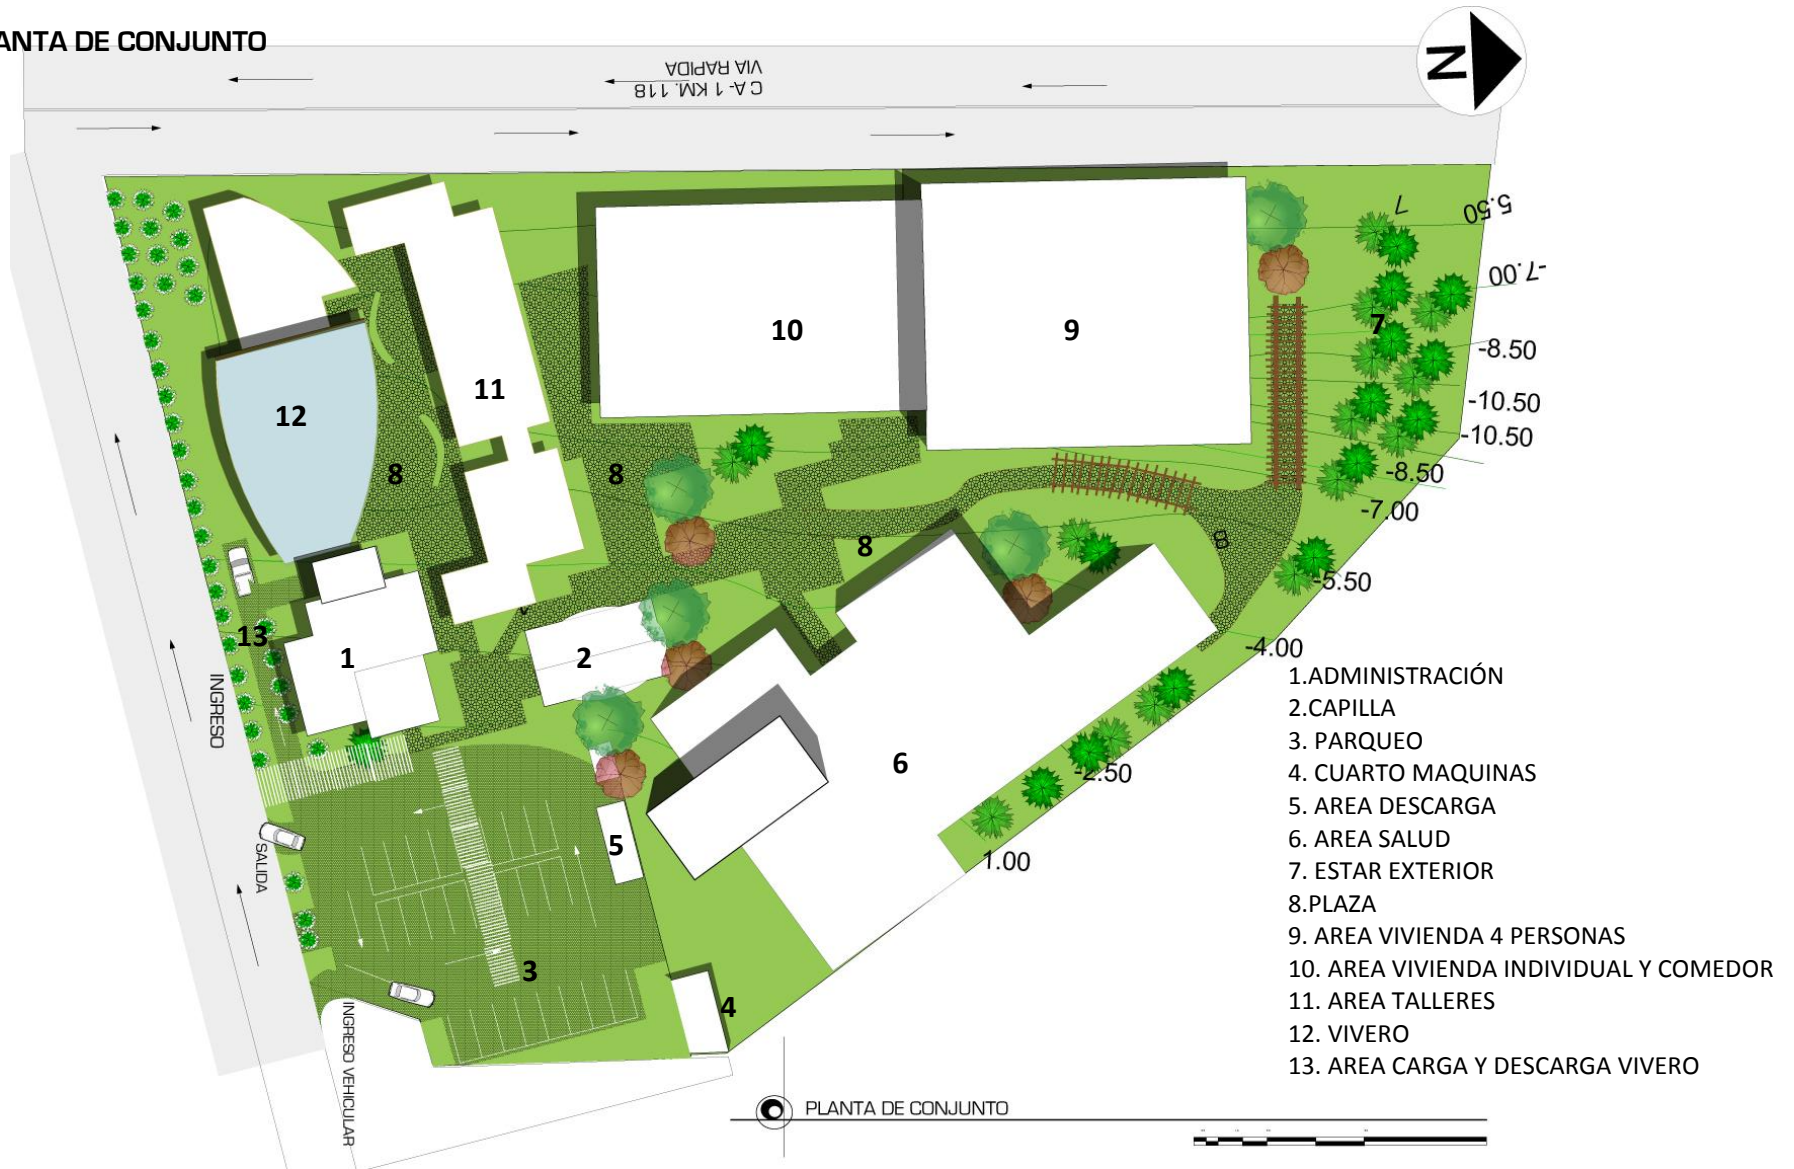 ANTA DE CONJUNTO
CA-1 KM. 118
VIA RAPIDA
N
7
5.50
-7.00
-8.50
-10.50
-10.50
-8.50
-7.00
-5.50
-4.00
-2.50
1.00
10
9
7
11
12
8
8
8
8
13
1
2
6
5
3
4
INGRESO
SALIDA
INGRESO VEHICULAR
1.ADMINISTRACIÓN
2.CAPILLA
3. PARQUEO
4. CUARTO MAQUINAS
5. AREA DESCARGA
6. AREA SALUD
7. ESTAR EXTERIOR
8.PLAZA
9. AREA VIVIENDA 4 PERSONAS
10. AREA VIVIENDA INDIVIDUAL Y COMEDOR
11. AREA TALLERES
12. VIVERO
13. AREA CARGA Y DESCARGA VIVERO
PLANTA DE CONJUNTO